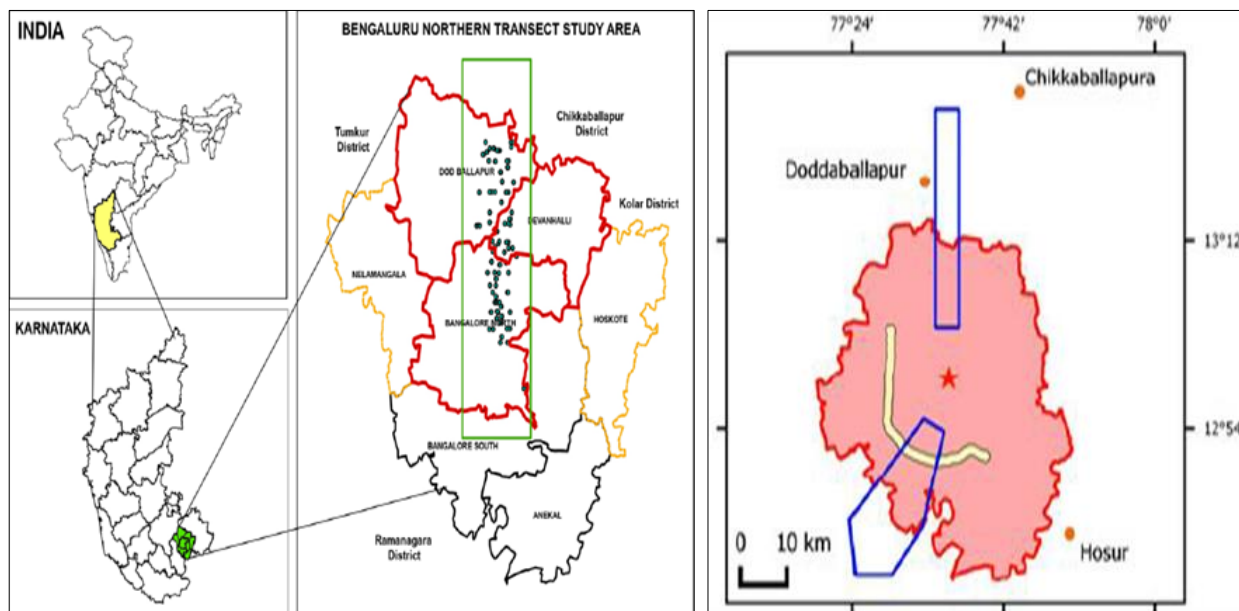 INDIA
KARNATAKA
BENGALURU NORTHERN TRANSECT STUDY AREA
Chikkaballapur
District
Tumkur
District
DOD BALLAPUR
Kolar District
DEVANHALLI
NELAMANGALA
HOSKOTE
BANGALORE NORTH
BANGALORE SOUTH
ANEKAL
Ramanagara
District
77°24′
77°42′
78°0′
Chikkaballapura
Doddaballapur
13°12
12°54
0 10 km
Hosur